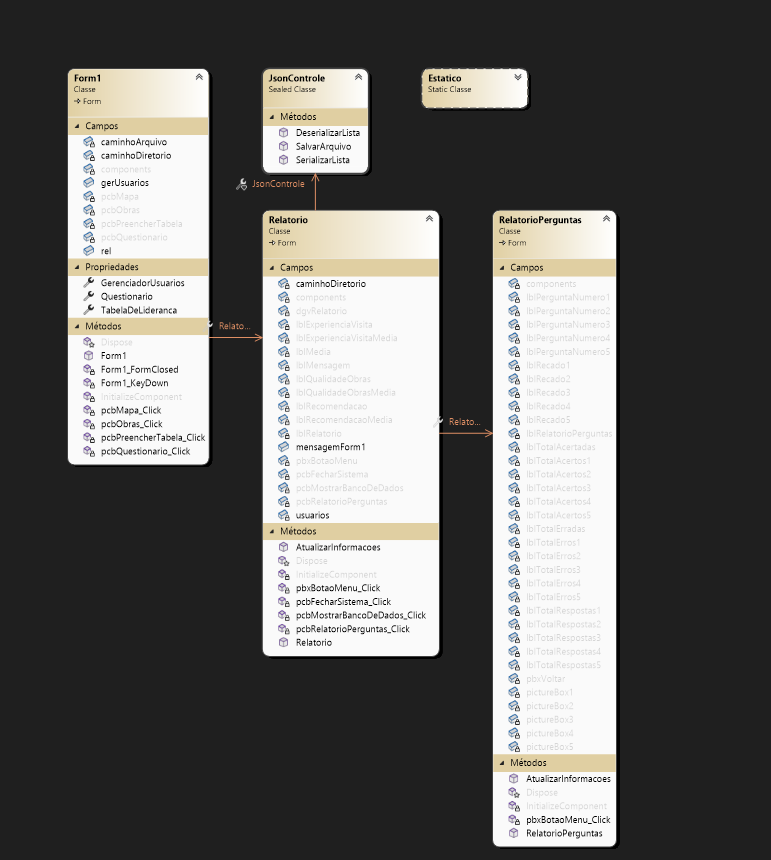 Form1
Classe
Form
Campos
caminhoArquivo
caminhoDiretorio
components
gerUsuarios
pcbMapa
pcbObras
pcbPreencherTabela
pcbQuestionario
rel
Propriedades
GerenciadorUsuarios
Questionario
TabelaDeLideranca
Métodos
Dispose
Form1
Form1_FormClosed
Form1_KeyDown
InitializeComponent
pcbMapa_Click
pcbObras_Click
pcbPreencherTabela_Click
pcbQuestionario_Click
Relato...
JsonControle
Sealed Classe
Métodos
DeserializarLista
SalvarArquivo
SerializarLista
JsonControle
Estatico
Static Classe
Relatorio
Classe
Form
Campos
caminhoDiretorio
components
dgvRelatorio
lblExperienciaVisita
lblExperienciaVisitaMedia
lblMedia
lblMensagem
lblQualidadeObras
lblQualidadeObrasMedia
lblRecomendacao
lblRecomendacaoMedia
lblRelatorio
mensagemForm1
pbxBotaoMenu
pcbFecharSistema
pcbMostrarBancoDeDados
pcbRelatorioPerguntas
usuarios
Métodos
AtualizarInformacoes
Dispose
InitializeComponent
pbxBotaoMenu_Click
pcbFecharSistema_Click
pcbMostrarBancoDeDados_Click
pcbRelatorioPerguntas_Click
Relatorio
Relato...
RelatorioPerguntas
Classe
Form
Campos
components
lblPerguntaNumero1
lblPerguntaNumero2
lblPerguntaNumero3
lblPerguntaNumero4
lblPerguntaNumero5
lblRecado1
lblRecado2
lblRecado3
lblRecado4
lblRecado5
lblRelatorioPerguntas
lblTotalAcertadas
lblTotalAcertos1
lblTotalAcertos2
lblTotalAcertos3
lblTotalAcertos4
lblTotalAcertos5
lblTotalErradas
lblTotalErros1
lblTotalErros2
lblTotalErros3
lblTotalErros4
lblTotalErros5
lblTotalRespostas1
lblTotalRespostas2
lblTotalRespostas3
lblTotalRespostas4
lblTotalRespostas5
pbxVoltar
pictureBox1
pictureBox2
pictureBox3
pictureBox4
pictureBox5
Métodos
AtualizarInformacoes
Dispose
InitializeComponent
pbxBotaoMenu_Click
RelatorioPerguntas